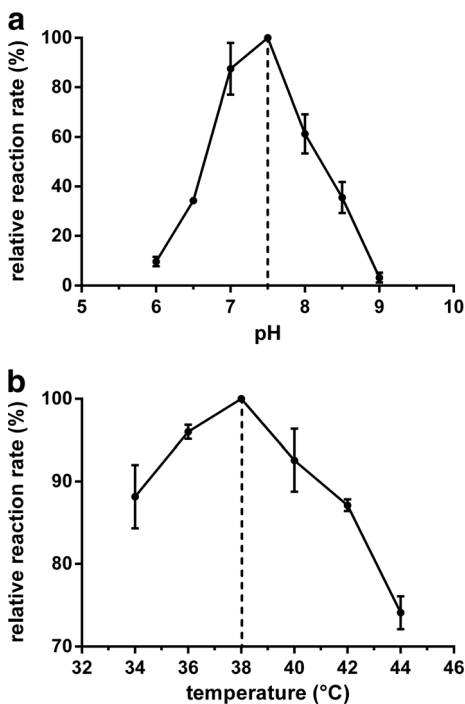 a
relative reaction rate (%)
100
80
60
40
20
0
5 6 7 8 9 10
pH
b
relative reaction rate (%)
100
90
80
70
32 34 36 38 40 42 44 46
temperature (°C)